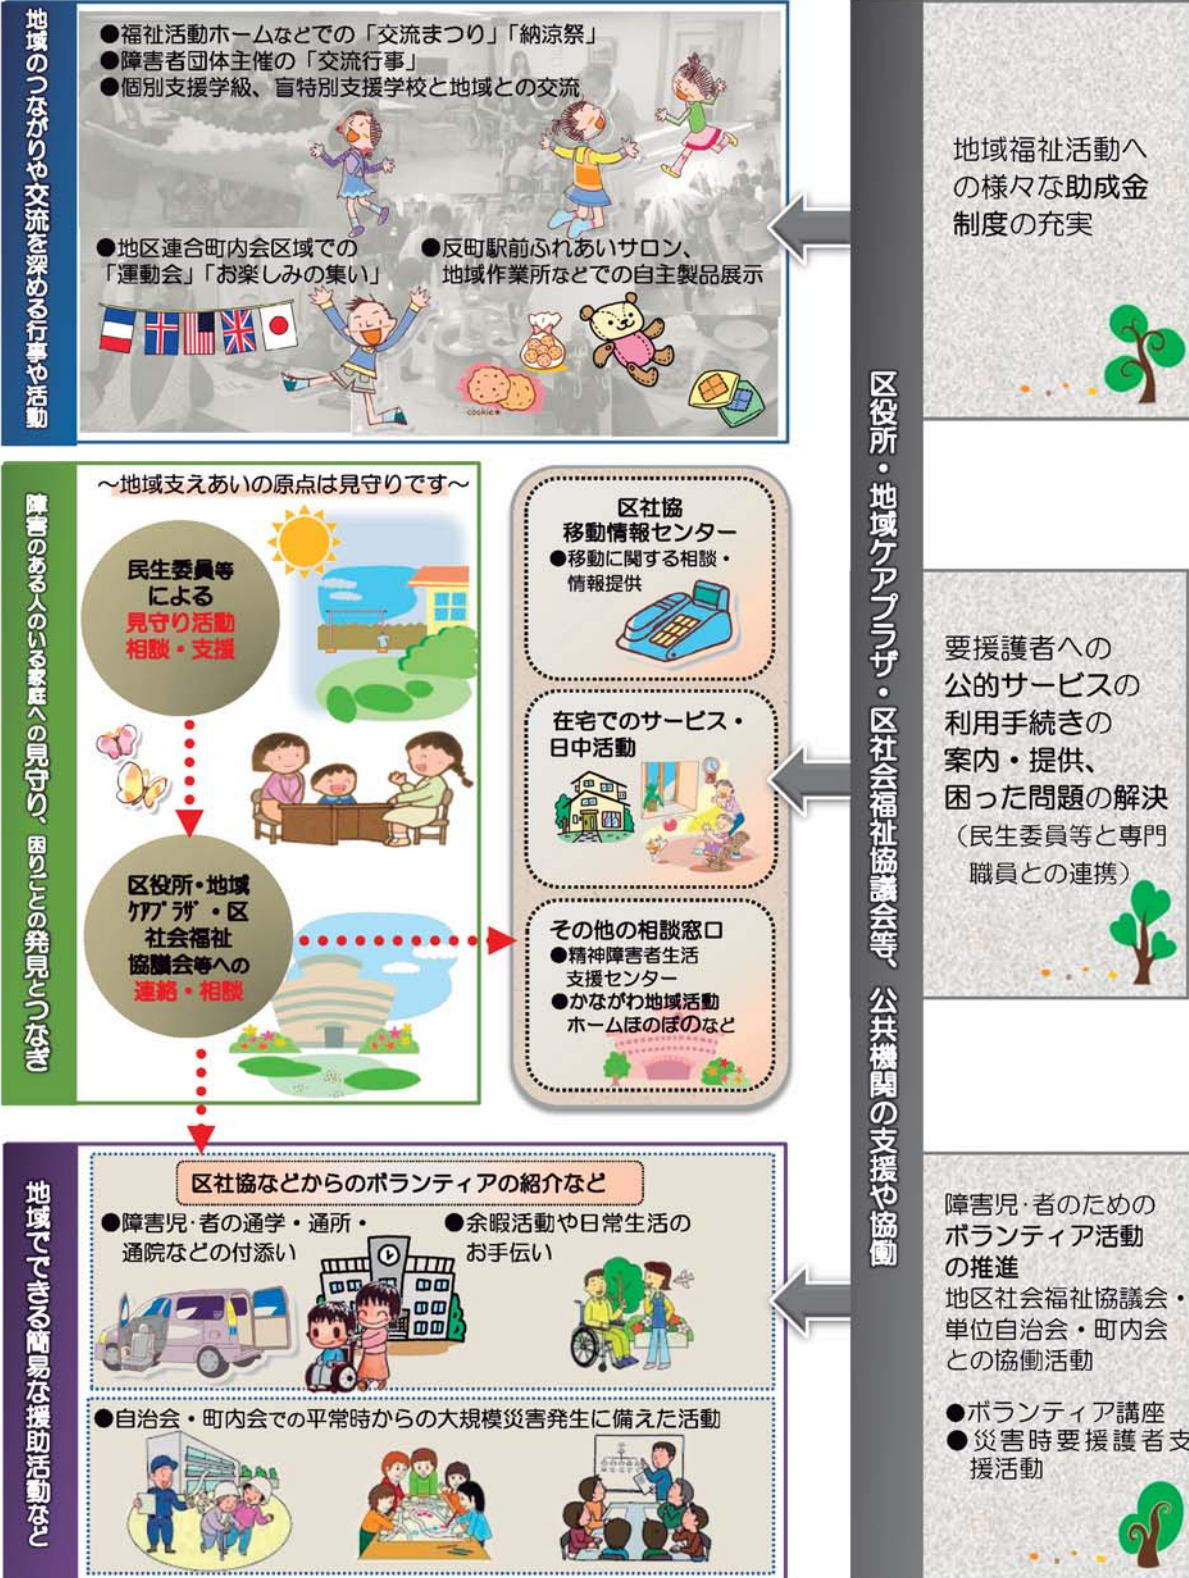 地域のつながりや交流を深める行事や活動
●福祉活動ホームなどでの「交流まつり」「納涼祭」
●障害者団体主催の「交流行事」
●個別支援学級、盲特別支援学校と地域との交流
●地区連合町内会区域での
「運動会」「お楽しみの集い」
●反町駅前ふれあいサロン、
地域作業所などでの自主製品展示
cookie
障害のある人のいる家庭への見守り、困りごとの発見とつなぎ
～地域支えあいの原点は見守りです～
民生委員等
による
見守り活動
相談・支援
区役所・地域
ｹｱﾌﾟﾗｻﾞ・区
社会福祉
協議会等への
連絡・相談
区社協
移動情報センター
●移動に関する相談・
情報提供
在宅でのサービス・
日中活動
その他の相談窓口
●精神障害者生活
支援センター
●かながわ地域活動
ホームほのぼのなど
地域でできる簡易な援助活動など
区社協などからのボランティアの紹介など
●障害児・者の通学・通所・
通院などの付添い
●余暇活動や日常生活の
お手伝い
●自治会・町内会での平常時からの大規模災害発生に備えた活動
区役所・地域ケアプラザ・区社会福祉協議会等、公共機関の支援や協働
地域福祉活動へ
の様々な助成金
制度の充実
要援護者への
公的サービスの
利用手続きの
案内・提供、
困った問題の解決
（民生委員等と専門
職員との連携）
障害児・者のための
ボランティア活動
の推進
地区社会福祉協議会・
単位自治会・町内会
との協働活動
●ボランティア講座
●災害時要援護者支
援活動